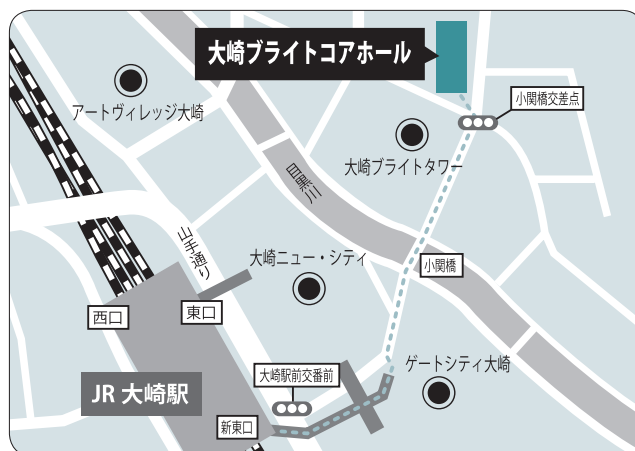 大崎ブライトコアホール
小関橋交差点
アートヴィレッジ大崎
大崎ブライトタワー
目黒川
山手通り
大崎ニュー・シティ
小関橋
西口
東口
ゲートシティ大崎
大崎駅前交番前
JR 大崎駅
新東口